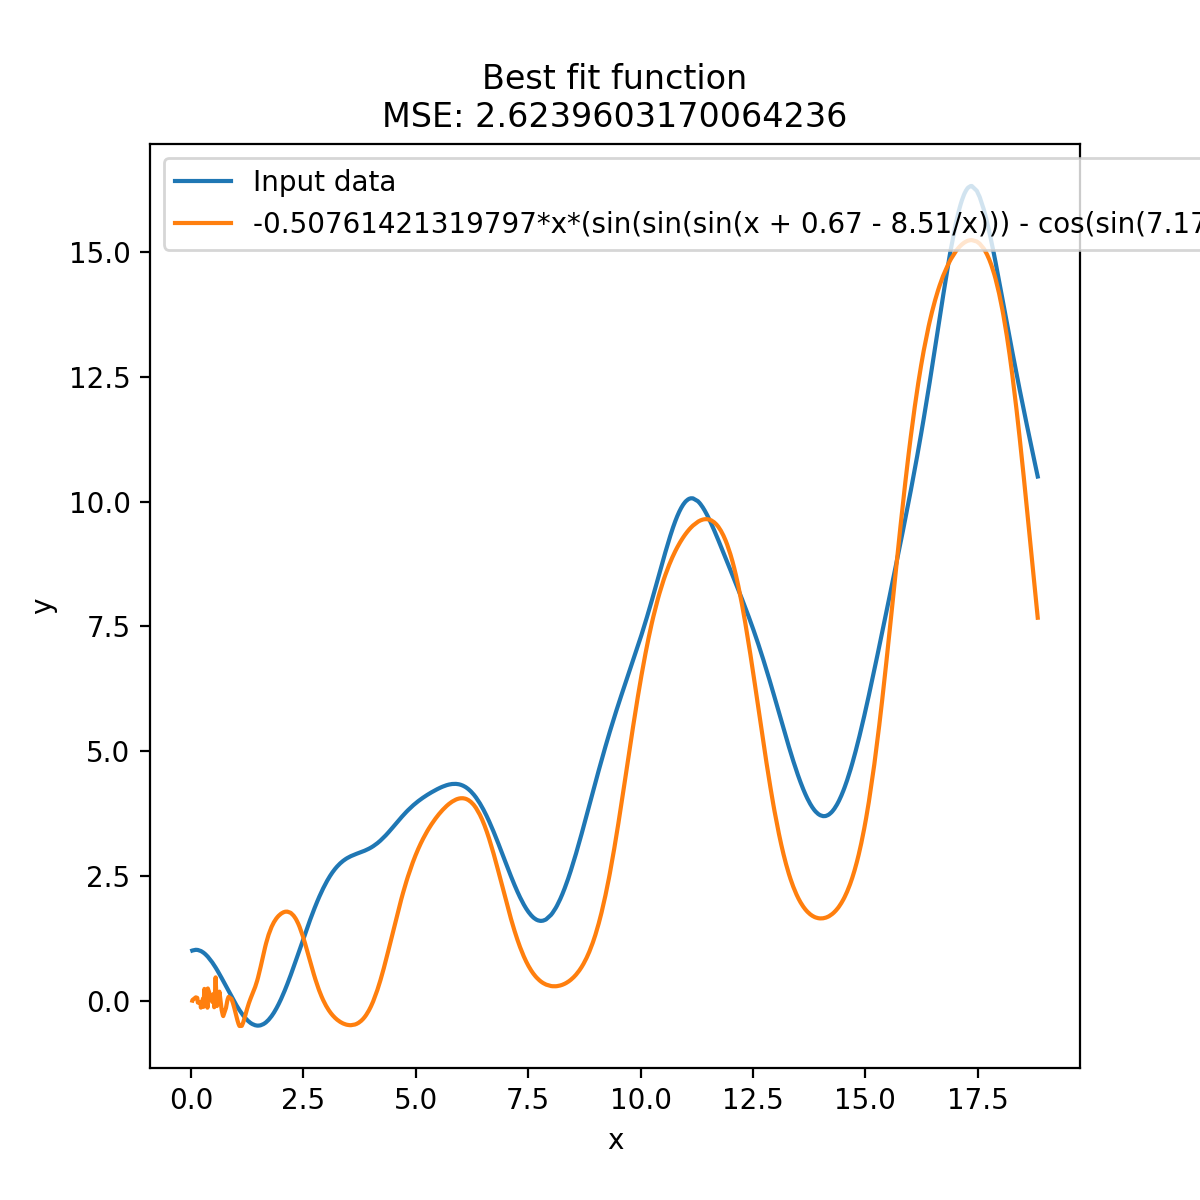 Best fit function
MSE: 2.6239603170064236
Input data
-0.50761421319797*x*(sin(sin(sin(x + 0.67 - 8.51/x))) - cos(sin(7.17
15.0
12.5
10.0
7.5
5.0
2.5
0.0
y
0.0 2.5 5.0 7.5 10.0 12.5 15.0 17.5
x